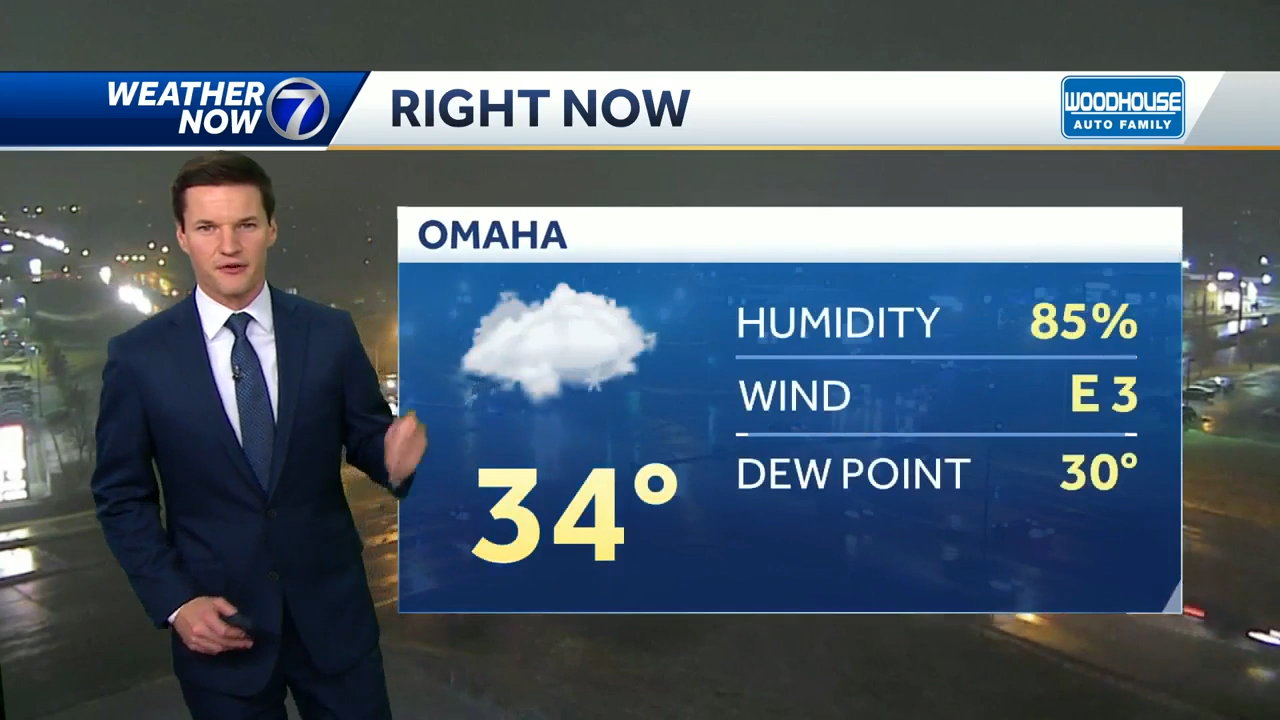 WEATHER
NOW 7
RIGHT NOW
WOODHOUSE
AUTO FAMILY
OMAHA
HUMIDITY 85%
WIND E 3
DEW POINT 30°
34°